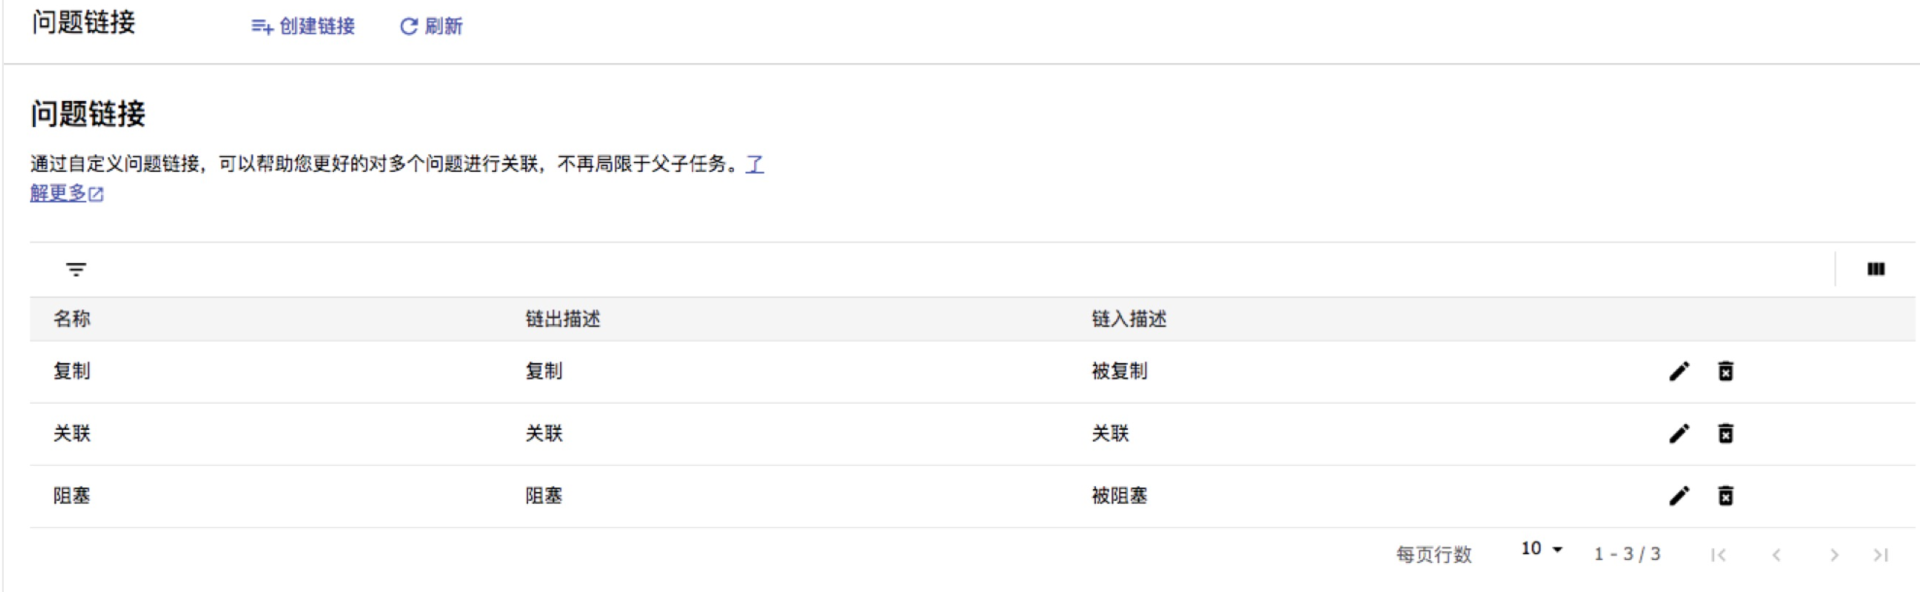 问题链接 创建链接 刷新
问题链接
通过自定义问题链接，可以帮助您更好的对多个问题进行关联，不再局限于父子任务。了
解更多
名称 链出描述 链入描述
复制 复制 被复制
关联 关联 关联
阻塞 阻塞 被阻塞
每页行数 10 1 - 3 / 3